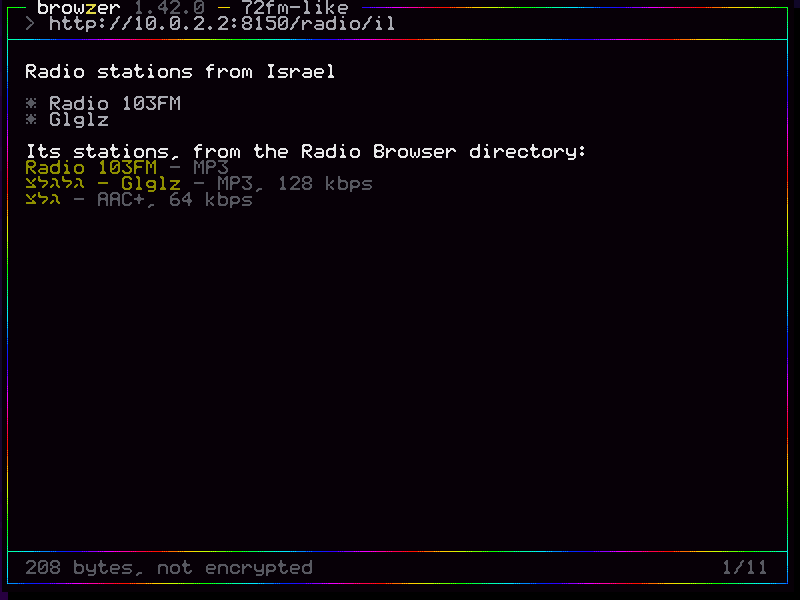 browzer 1.42.0 — 72fm-like
> http://10.0.2.2:8150/radio/il
Radio stations from Israel
* Radio 103FM
* Glglz
Its stations, from the Radio Browser directory:
Radio 103FM — MP3
גלגלצ — Glglz — MP3, 128 kbps
גלצ — AAC+, 64 kbps
208 bytes, not encrypted
1/11